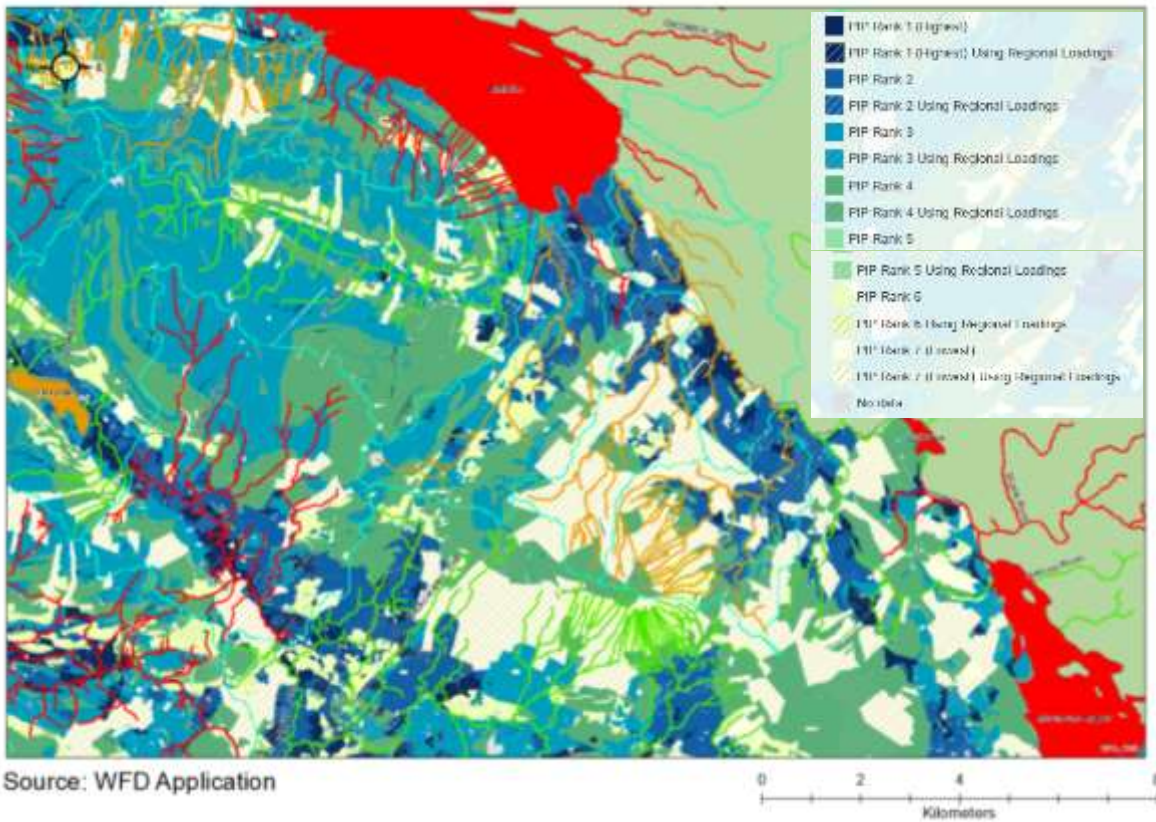 PIP Rank 1 (Highest)
PIP Rank 1 (Highest) Using Regional Loadings
PIP Rank 2
PIP Rank 2 Using Regional Loadings
PIP Rank 3
PIP Rank 3 Using Regional Loadings
PIP Rank 4
PIP Rank 4 Using Regional Loadings
PIP Rank 5
PIP Rank 5 Using Regional Loadings
PIP Rank 6
PIP Rank 6 Using Regional Loadings
PIP Rank 7 (Lowest)
PIP Rank 7 (Lowest) Using Regional Loadings
No data
Source: WFD Application
0 2 4
Kilometers